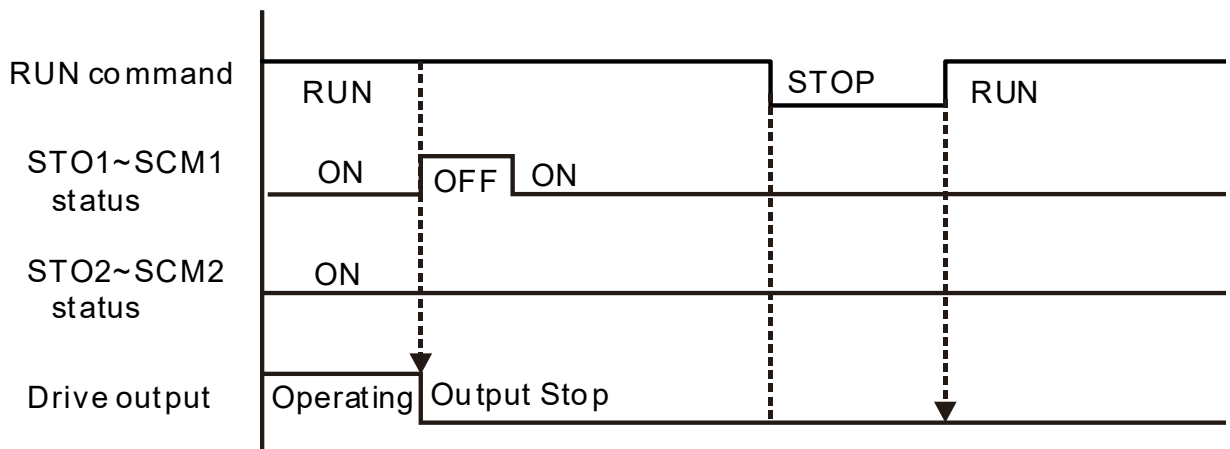 RUN command
RUN
STOP
RUN
STO1~SCM1
status
ON
OFF
ON
STO2~SCM2
status
ON
Drive output
Operating
Output Stop